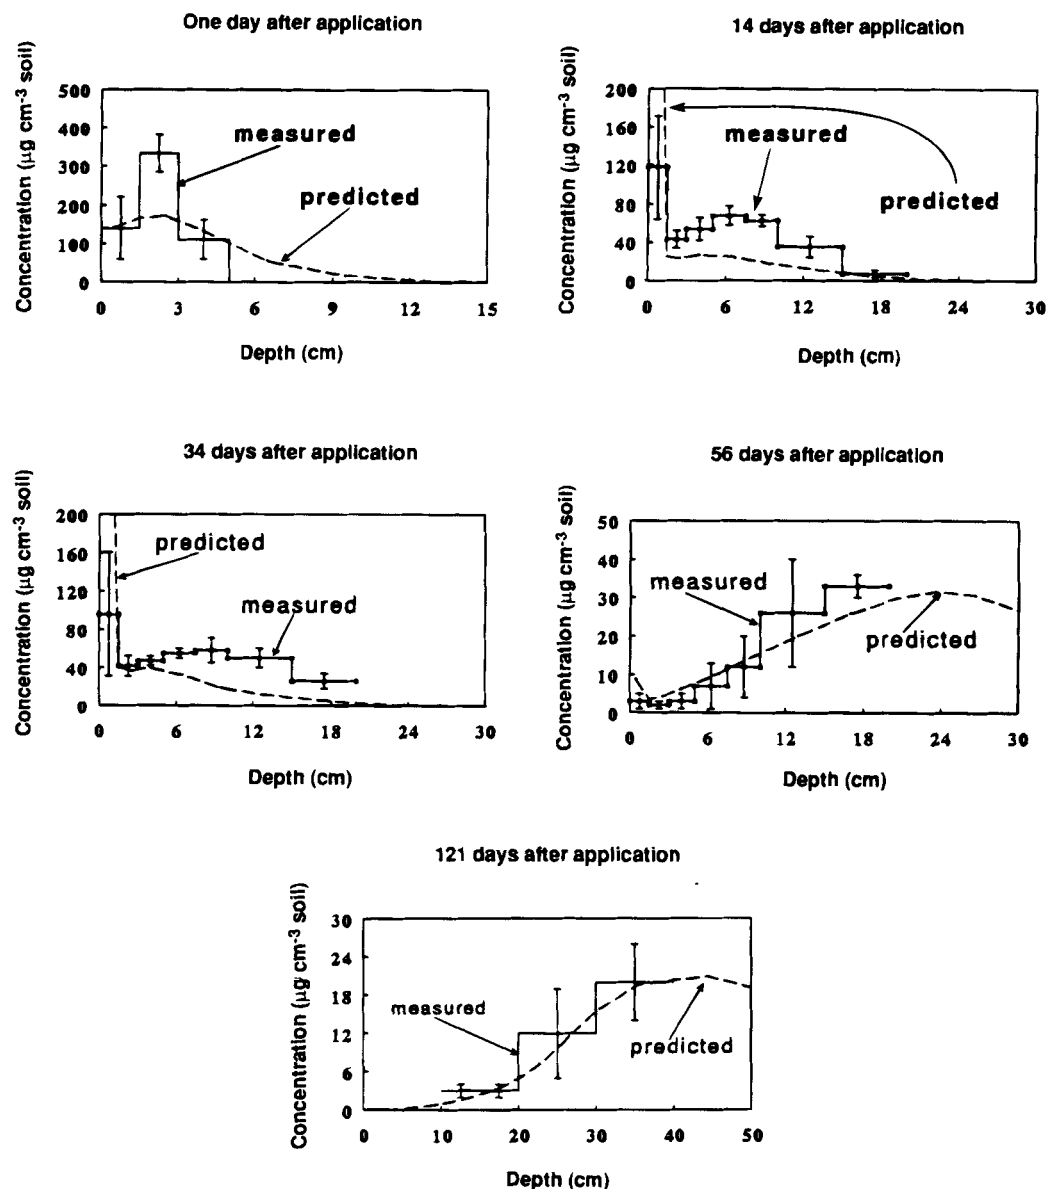 One day after application
Concentration (μg cm-3 soil)
500
400
300
200
100
0
measured
predicted
0 3 6 9 12 15
Depth (cm)
14 days after application
Concentration (μg cm-3 soil)
200
160
120
80
40
0
measured
predicted
0 6 12 18 24 30
Depth (cm)
34 days after application
Concentration (μg cm-3 soil)
200
160
120
80
40
0
predicted
measured
0 6 12 18 24 30
Depth (cm)
56 days after application
Concentration (μg cm-3 soil)
50
40
30
20
10
0
measured
predicted
0 6 12 18 24 30
Depth (cm)
121 days after application
Concentration (μg cm-3 soil)
30
24
18
12
6
0
measured
predicted
0 10 20 30 40 50
Depth (cm)